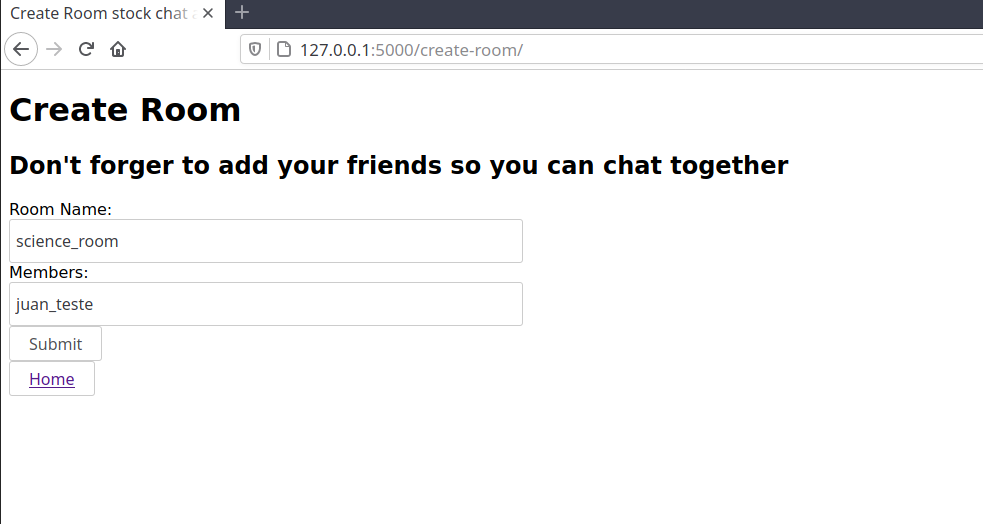 Create Room stock chat
127.0.0.1:5000/create-room/
Create Room
Don't forger to add your friends so you can chat together
Room Name:
science_room
Members:
juan_teste
Submit
Home